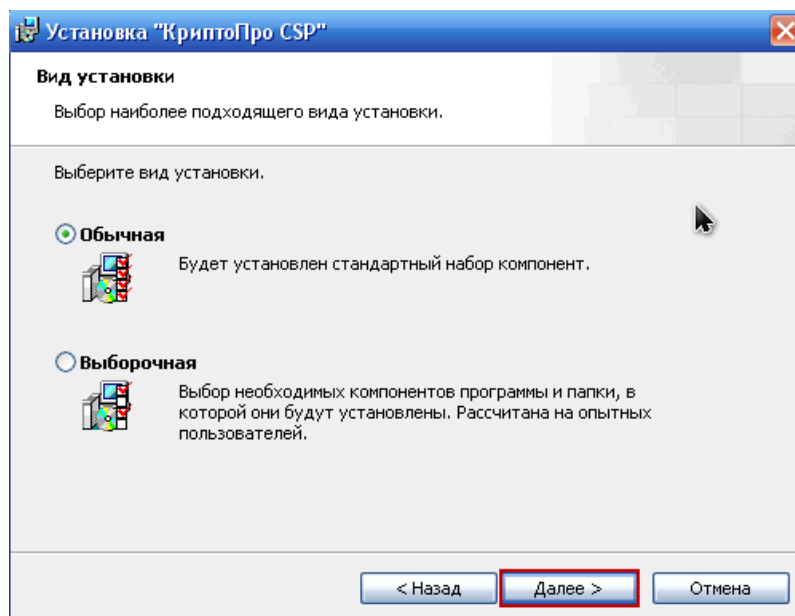 Установка "КриптоПро CSP"
Вид установки
Выбор наиболее подходящего вида установки.
Выберите вид установки.
Обычная
Будет установлен стандартный набор компонент.
Выборочная
Выбор необходимых компонентов программы и папки, в
которой они будут установлены. Рассчитана на опытных
пользователей.
< Назад
Далее >
Отмена